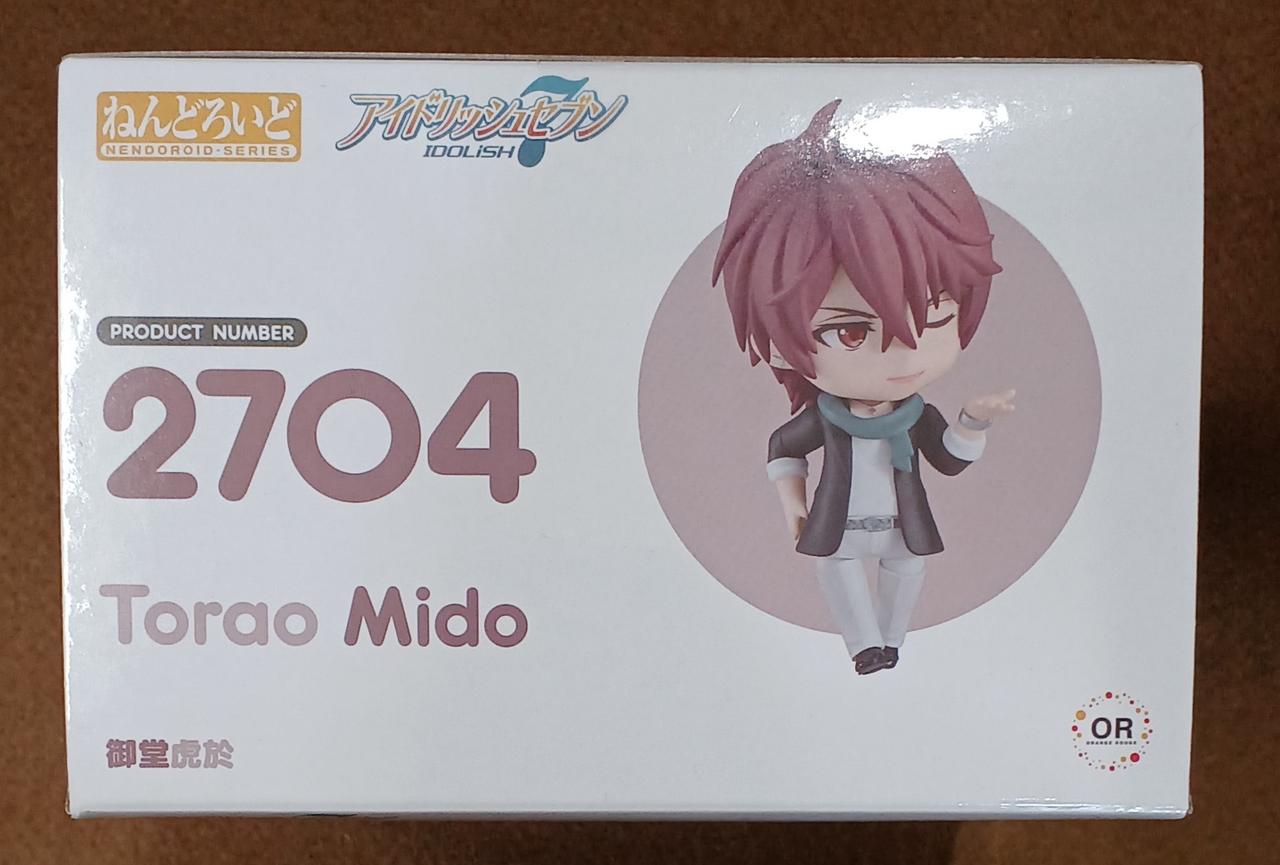 ねんどろいど
NENDOROID-SERIES
アイドリッシュセブン
IDOLiSH7
PRODUCT NUMBER
2704
Torao Mido
御堂虎於
OR
ORANGE ROUGE